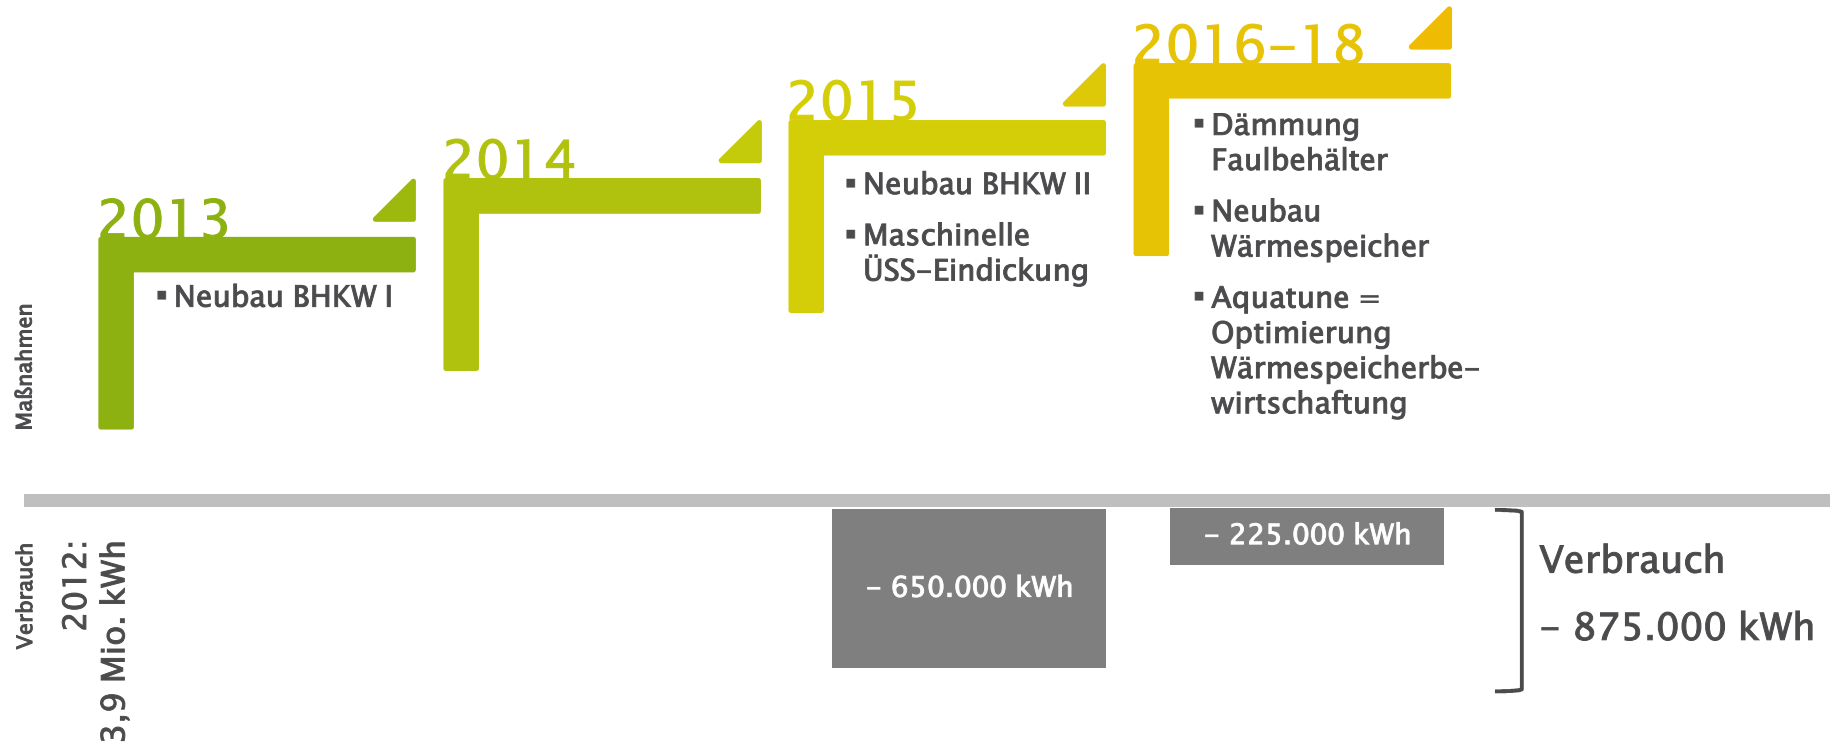 2013
▪ Neubau BHKW I
2014
2015
▪ Neubau BHKW II
▪ Maschinelle
ÜSS-Eindickung
2016-18
▪ Dämmung
Faulbehälter
▪ Neubau
Wärmespeicher
▪ Aquatune =
Optimierung
Wärmespeicherbe-
wirtschaftung
Maßnahmen
Verbrauch
2012:
3,9 Mio. kWh
- 650.000 kWh
- 225.000 kWh
Verbrauch
- 875.000 kWh